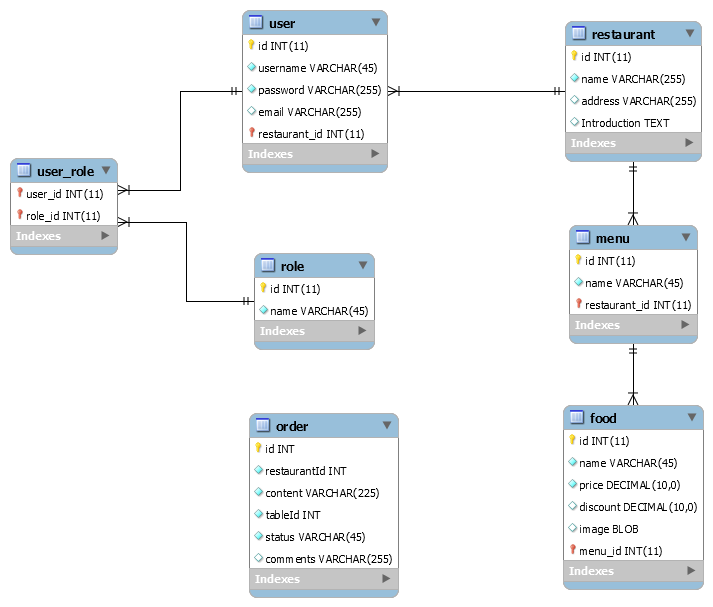 user
id INT(11)
username VARCHAR(45)
password VARCHAR(255)
email VARCHAR(255)
restaurant_id INT(11)
Indexes
restaurant
id INT(11)
name VARCHAR(255)
address VARCHAR(255)
Introduction TEXT
Indexes
user_role
user_id INT(11)
role_id INT(11)
Indexes
role
id INT(11)
name VARCHAR(45)
Indexes
menu
id INT(11)
name VARCHAR(45)
restaurant_id INT(11)
Indexes
order
id INT
restaurantId INT
content VARCHAR(225)
tableId INT
status VARCHAR(45)
comments VARCHAR(255)
Indexes
food
id INT(11)
name VARCHAR(45)
price DECIMAL(10,0)
discount DECIMAL(10,0)
image BLOB
menu_id INT(11)
Indexes